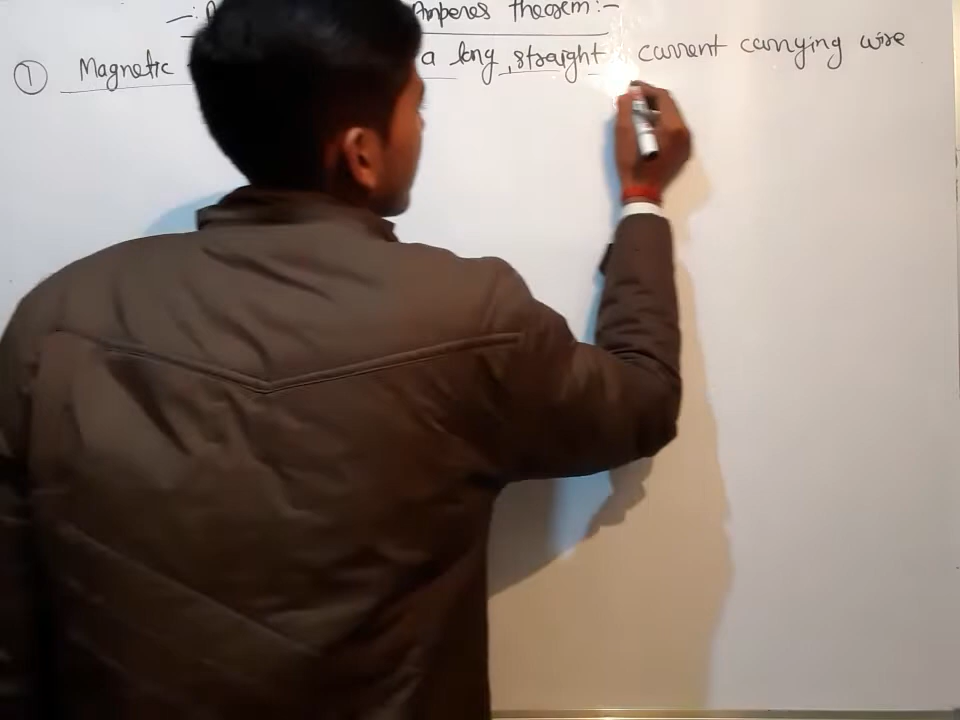 Amperes theorem:-
① Magnetic a long, straight current carrying wire